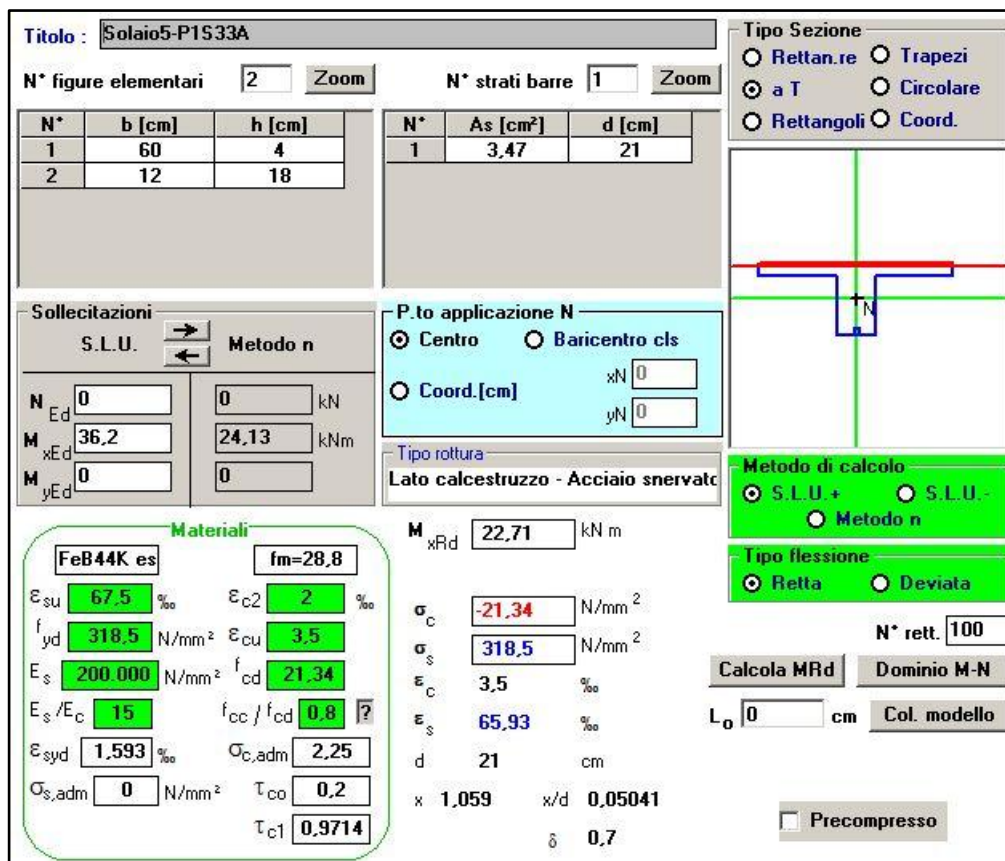 Titolo : Solaio5-P1S33A
N° figure elementari 2 Zoom
N° strati barre 1 Zoom
N° b [cm] h [cm]
1 60 4
2 12 18
N° As [cm²] d [cm]
1 3,47 21
Tipo Sezione
Rettan.re Trapezi
a T Circolare
Rettangoli Coord.
N
Sollecitazioni
S.L.U. Metodo n
N Ed 0 0 kN
M xEd 36,2 24,13 kNm
M yEd 0 0
P.to applicazione N
Centro Baricentro cls
Coord.[cm] xN 0
yN 0
Tipo rottura
Lato calcestruzzo - Acciaio snervato
Metodo di calcolo
S.L.U.+ S.L.U.-
Metodo n
Tipo flessione
Retta Deviata
N° rett. 100
Calcola MRd Dominio M-N
L₀ 0 cm Col. modello
Precompresso
Materiali
FeB44K es fm=28,8
εsu 67,5 ‰ εc2 2 ‰
fyd 318,5 N/mm² εcu 3,5
Es 200.000 N/mm² fcd 21,34
Es/Ec 15 fcc/fcd 0,8 ?
εsyd 1,593 ‰ σc,adm 2,25
σs,adm 0 N/mm² τco 0,2
τc1 0,9714
M xRd 22,71 kN m
σc -21,34 N/mm²
σs 318,5 N/mm²
εc 3,5 ‰
εs 65,93 ‰
d 21 cm
x 1,059 x/d 0,05041
δ 0,7